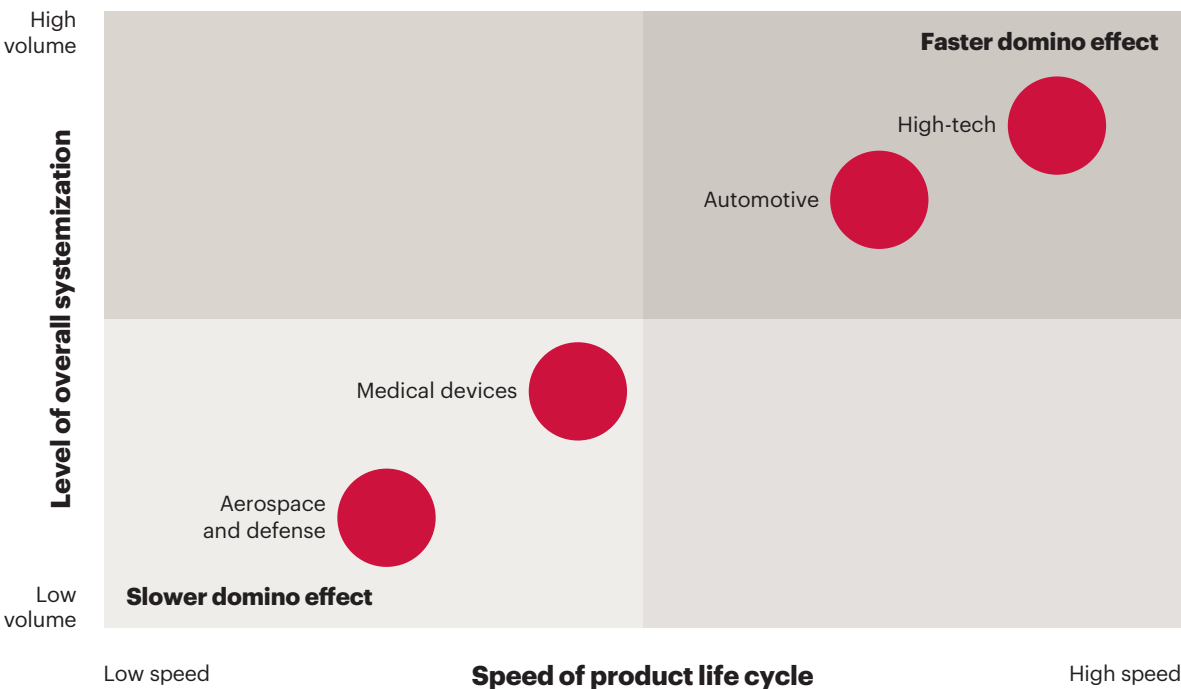 High
volume
Faster domino effect
High-tech
Automotive
Level of overall systemization
Medical devices
Aerospace
and defense
Low
volume
Slower domino effect
Low speed
Speed of product life cycle
High speed